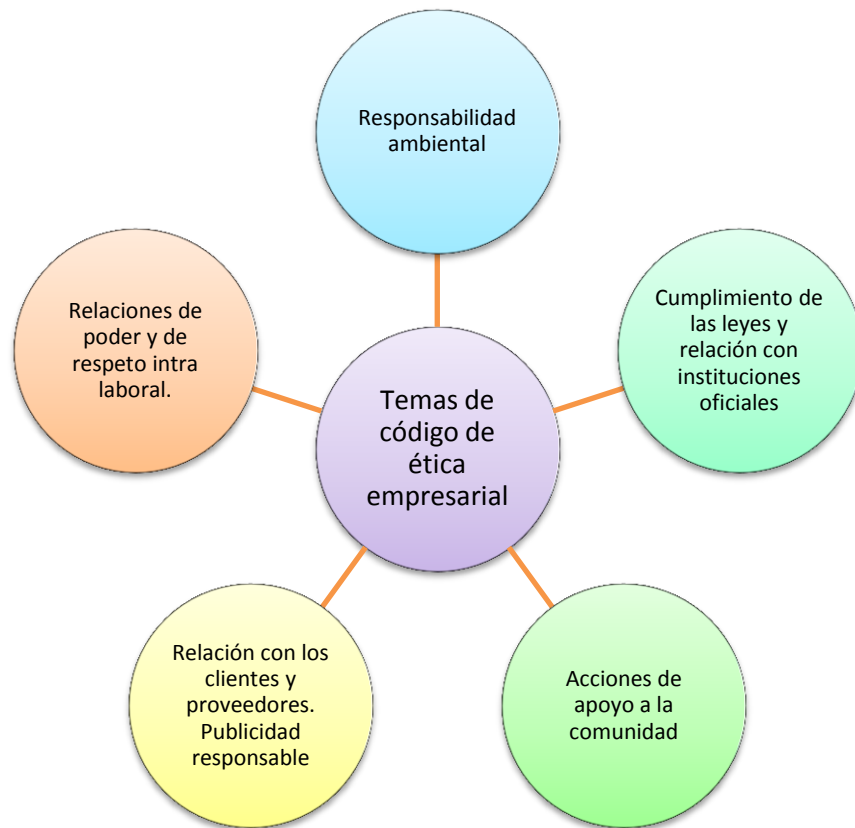 Responsabilidad
ambiental
Relaciones de
poder y de
respeto intra
laboral.
Cumplimiento de
las leyes y
relación con
instituciones
oficiales
Temas de
código de
ética
empresarial
Relación con los
clientes y
proveedores.
Publicidad
responsable
Acciones de
apoyo a la
comunidad